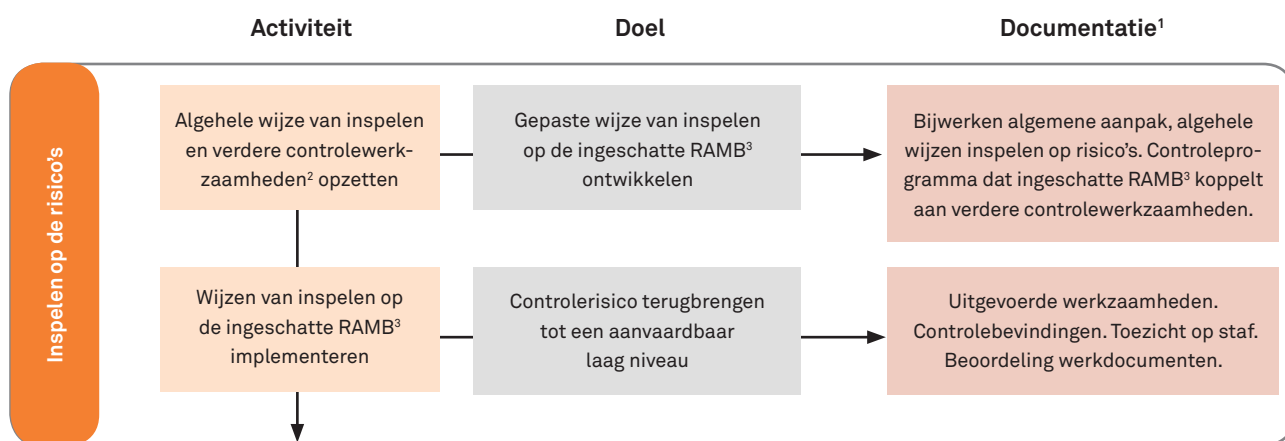 Activiteit
Doel
Documentatie¹
Inspelen op de risico's
Algehele wijze van inspelen
en verdere controlewerk-
zaamheden² opzetten
Gepaste wijze van inspelen
op de ingeschatte RAMB³
ontwikkelen
Bijwerken algemene aanpak, algehele
wijzen inspelen op risico's. Controlepro-
gramma dat ingeschatte RAMB³ koppelt
aan verdere controlewerkzaamheden.
Wijzen van inspelen op
de ingeschatte RAMB³
implementeren
Controlerisico terugbrengen
tot een aanvaardbaar
laag niveau
Uitgevoerde werkzaamheden.
Controlebevindingen. Toezicht op staf.
Beoordeling werkdocumenten.